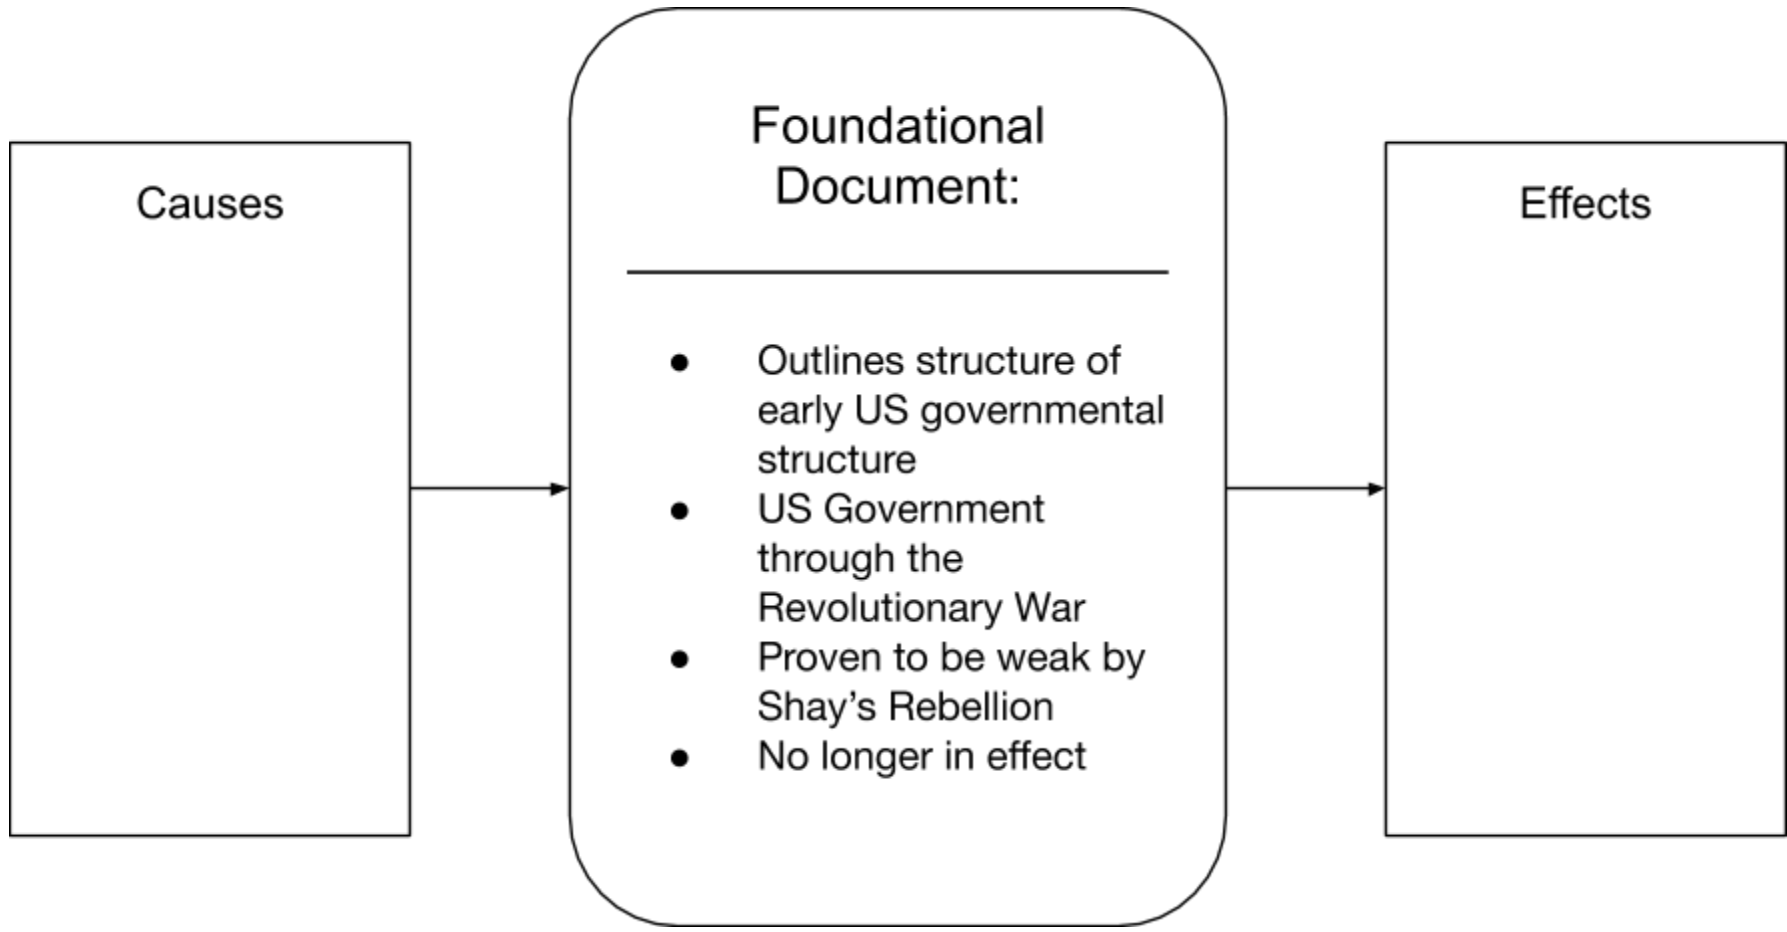 Causes
Foundational
Document:
● Outlines structure of
early US governmental
structure
● US Government
through the
Revolutionary War
● Proven to be weak by
Shay’s Rebellion
● No longer in effect
Effects